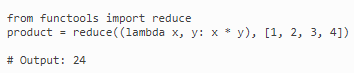 from functools import reduce
product = reduce((lambda x, y: x * y), [1, 2, 3, 4])
# Output: 24